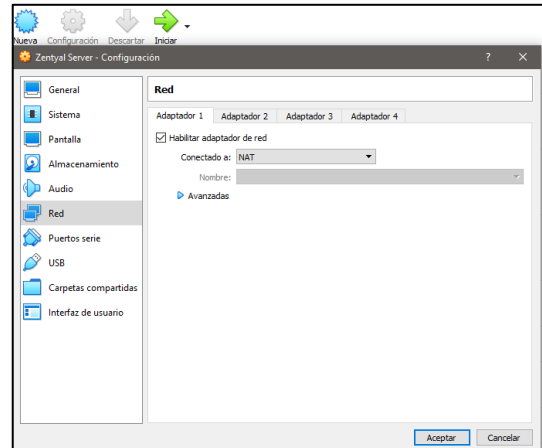 Nueva Configuración Descartar Iniciar
Zentyal Server - Configuración ? ×
General
Sistema
Pantalla
Almacenamiento
Audio
Red
Puertos serie
USB
Carpetas compartidas
Interfaz de usuario
Red
Adaptador 1 Adaptador 2 Adaptador 3 Adaptador 4
Habilitar adaptador de red
Conectado a: NAT
Nombre:
Avanzadas
Aceptar Cancelar